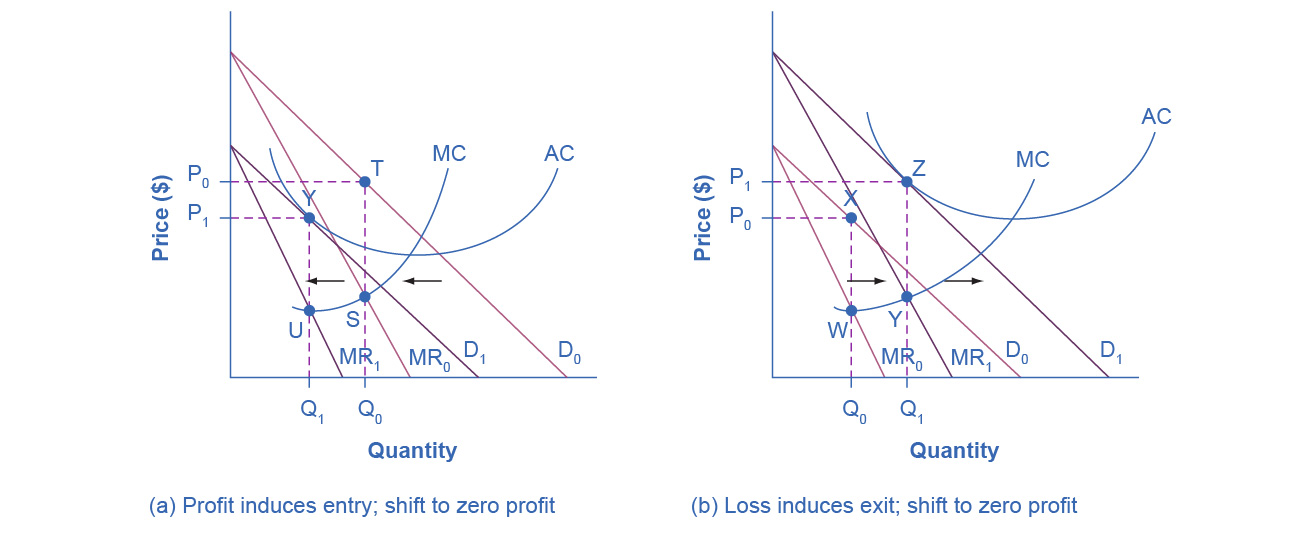 MC
AC
T
P0
Y
P1
Price ($)
U
S
MR1
MR0
D1
D0
Q1
Q0
Quantity
(a) Profit induces entry; shift to zero profit
AC
MC
Z
P1
X
P0
Price ($)
W
Y
MR0
MR1
D0
D1
Q0
Q1
Quantity
(b) Loss induces exit; shift to zero profit